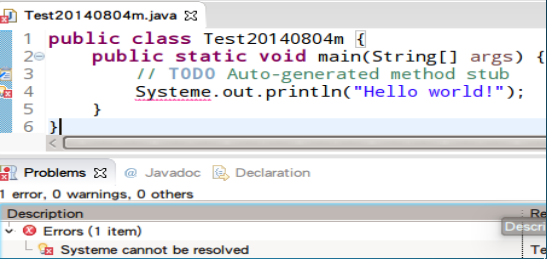 Test20140804m.java
1 public class Test20140804m {
2 public static void main(String[] args) {
3 // TODO Auto-generated method stub
4 Systeme.out.println("Hello world!");
5 }
6 }
Problems @ Javadoc Declaration
1 error, 0 warnings, 0 others
Description Re
Descri
Errors (1 item)
Systeme cannot be resolved Te